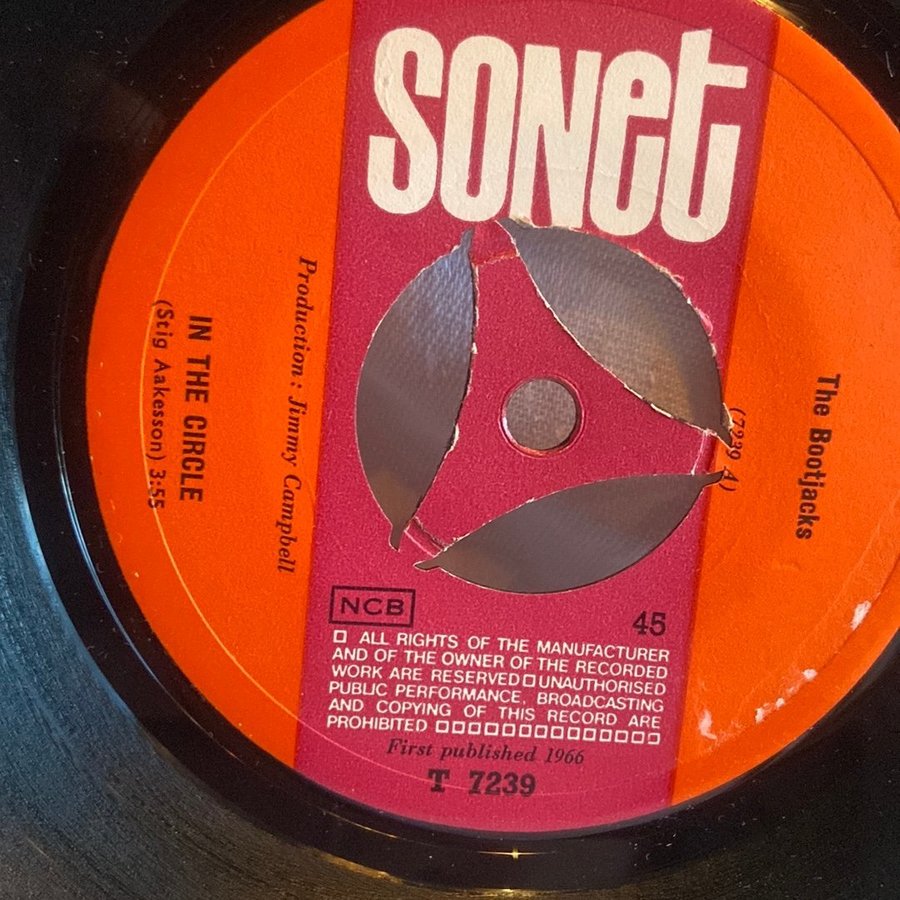 sonet
The Bootjacks
(7239 A)
Production: Jimmy Campbell
IN THE CIRCLE
(Stig Aakesson) 3:55
NCB
45
□ ALL RIGHTS OF THE MANUFACTURER
AND OF THE OWNER OF THE RECORDED
WORK ARE RESERVED □ UNAUTHORISED
PUBLIC PERFORMANCE, BROADCASTING
AND COPYING OF THIS RECORD ARE
PROHIBITED □□□□□□□□□□□□□□
First published 1966
T 7239